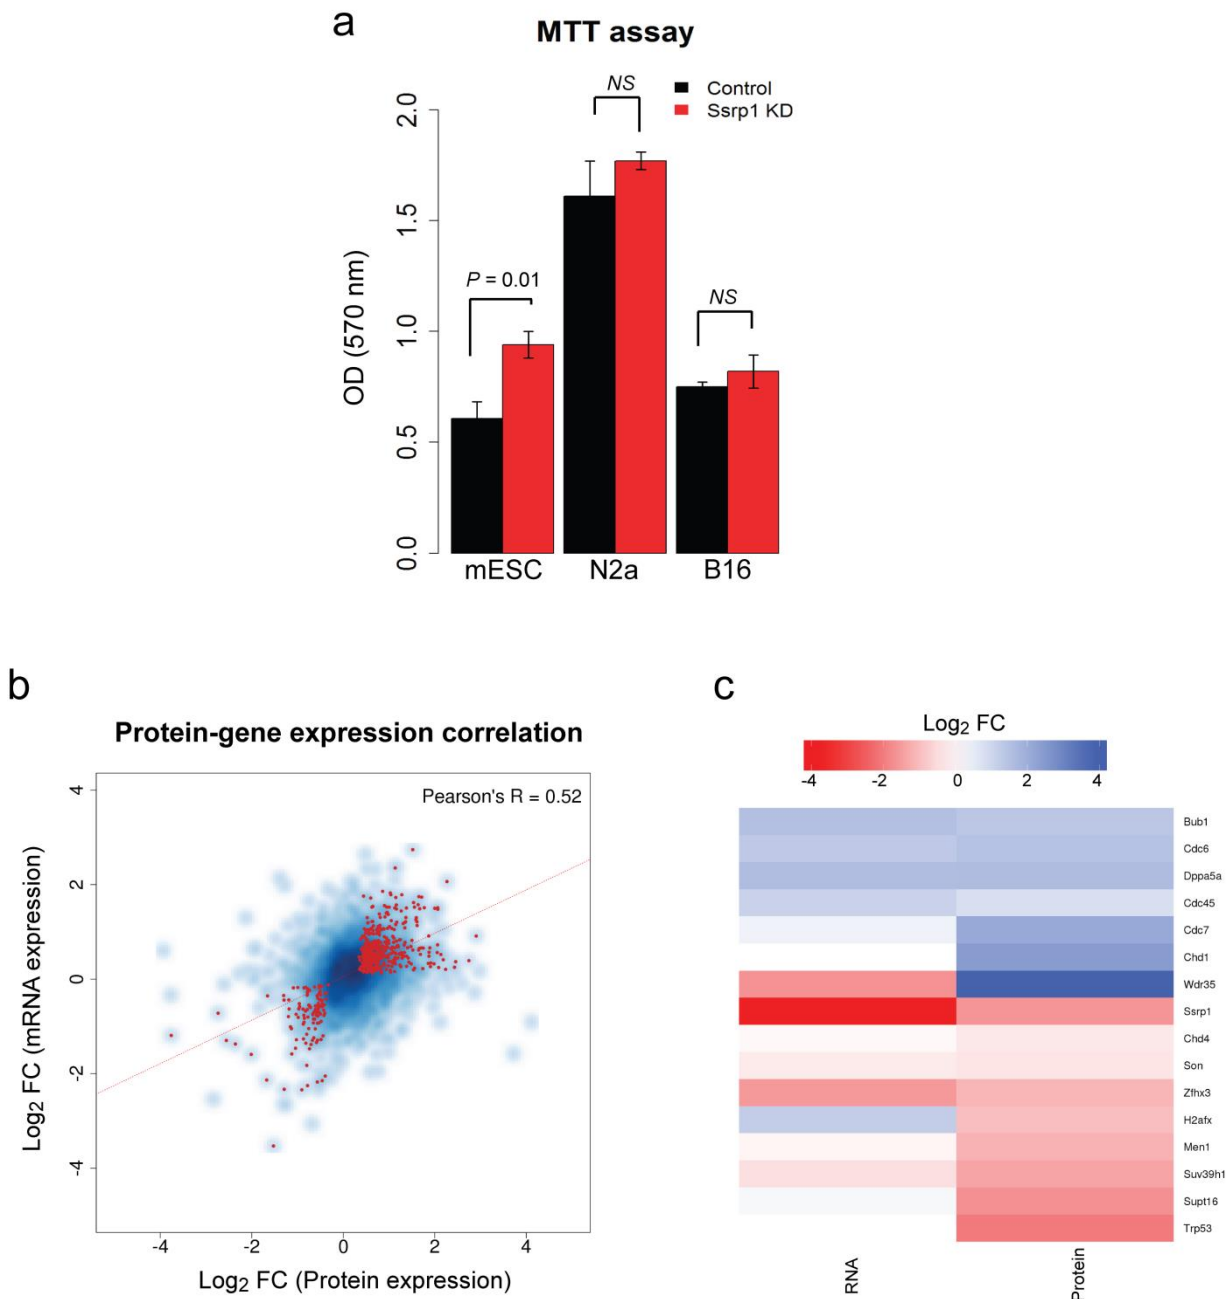 a
MTT assay
NS
Control
Ssrp1 KD
2.0
1.5
1.0
0.5
0.0
OD (570 nm)
P = 0.01
NS
mESC N2a B16
b
Protein-gene expression correlation
Pearson's R = 0.52
4
2
0
-2
-4
Log2 FC (mRNA expression)
-4 -2 0 2 4
Log2 FC (Protein expression)
c
Log2 FC
-4 -2 0 2 4
Bub1
Cdc6
Dppa5a
Cdc45
Cdc7
Chd1
Wdr35
Ssrp1
Chd4
Son
Zfhx3
H2afx
Men1
Suv39h1
Supt16
Trp53
RNA
Protein